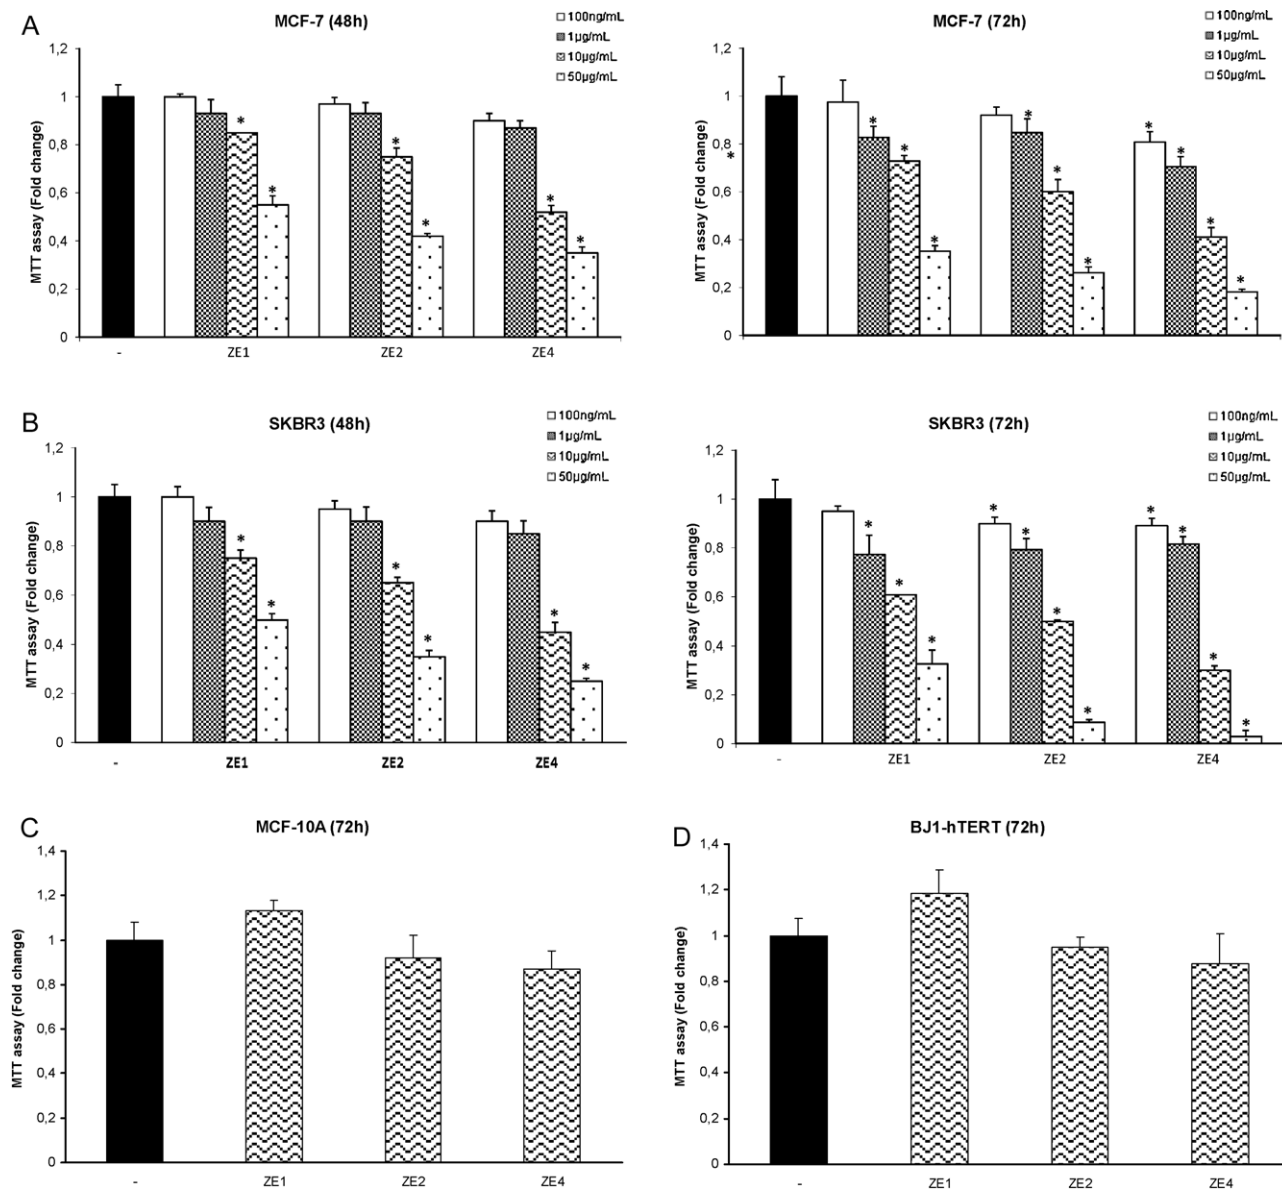 A
MCF-7 (48h)
100ng/mL
1µg/mL
10µg/mL
50µg/mL
MTT assay (Fold change)
1,2
1
0,8
0,6
0,4
0,2
0
*
*
*
*
*
*
- ZE1 ZE2 ZE4
MCF-7 (72h)
100ng/mL
1µg/mL
10µg/mL
50µg/mL
MTT assay (Fold change)
*
1,2
1
0,8
0,6
0,4
0,2
0
*
*
*
*
*
*
*
*
*
*
B
SKBR3 (48h)
100ng/mL
1µg/mL
10µg/mL
50µg/mL
MTT assay (Fold change)
1,2
1
0,8
0,6
0,4
0,2
0
*
*
*
*
*
*
- ZE1 ZE2 ZE4
SKBR3 (72h)
100ng/mL
1µg/mL
10µg/mL
50µg/mL
MTT assay (Fold change)
1,2
1
0,8
0,6
0,4
0,2
0
*
*
*
*
*
*
*
*
*
*
*
- ZE1 ZE2 ZE4
C
MCF-10A (72h)
MTT assay (Fold change)
1,4
1,2
1
0,8
0,6
0,4
0,2
0
- ZE1 ZE2 ZE4
D
BJ1-hTERT (72h)
MTT assay (Fold change)
1,4
1,2
1
0,8
0,6
0,4
0,2
0
- ZE1 ZE2 ZE4